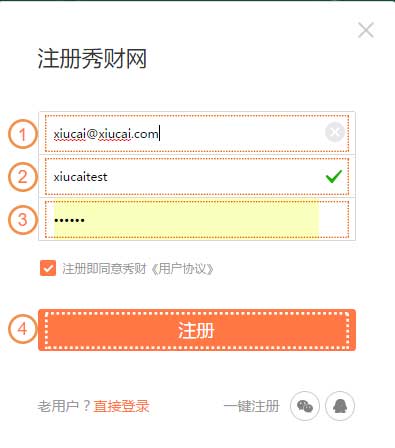 注册秀财网
1 xiucai@xiucai.com
2 xiucaitest
3 ••••••
注册即同意秀财《用户协议》
4 注册
老用户？直接登录 一键注册